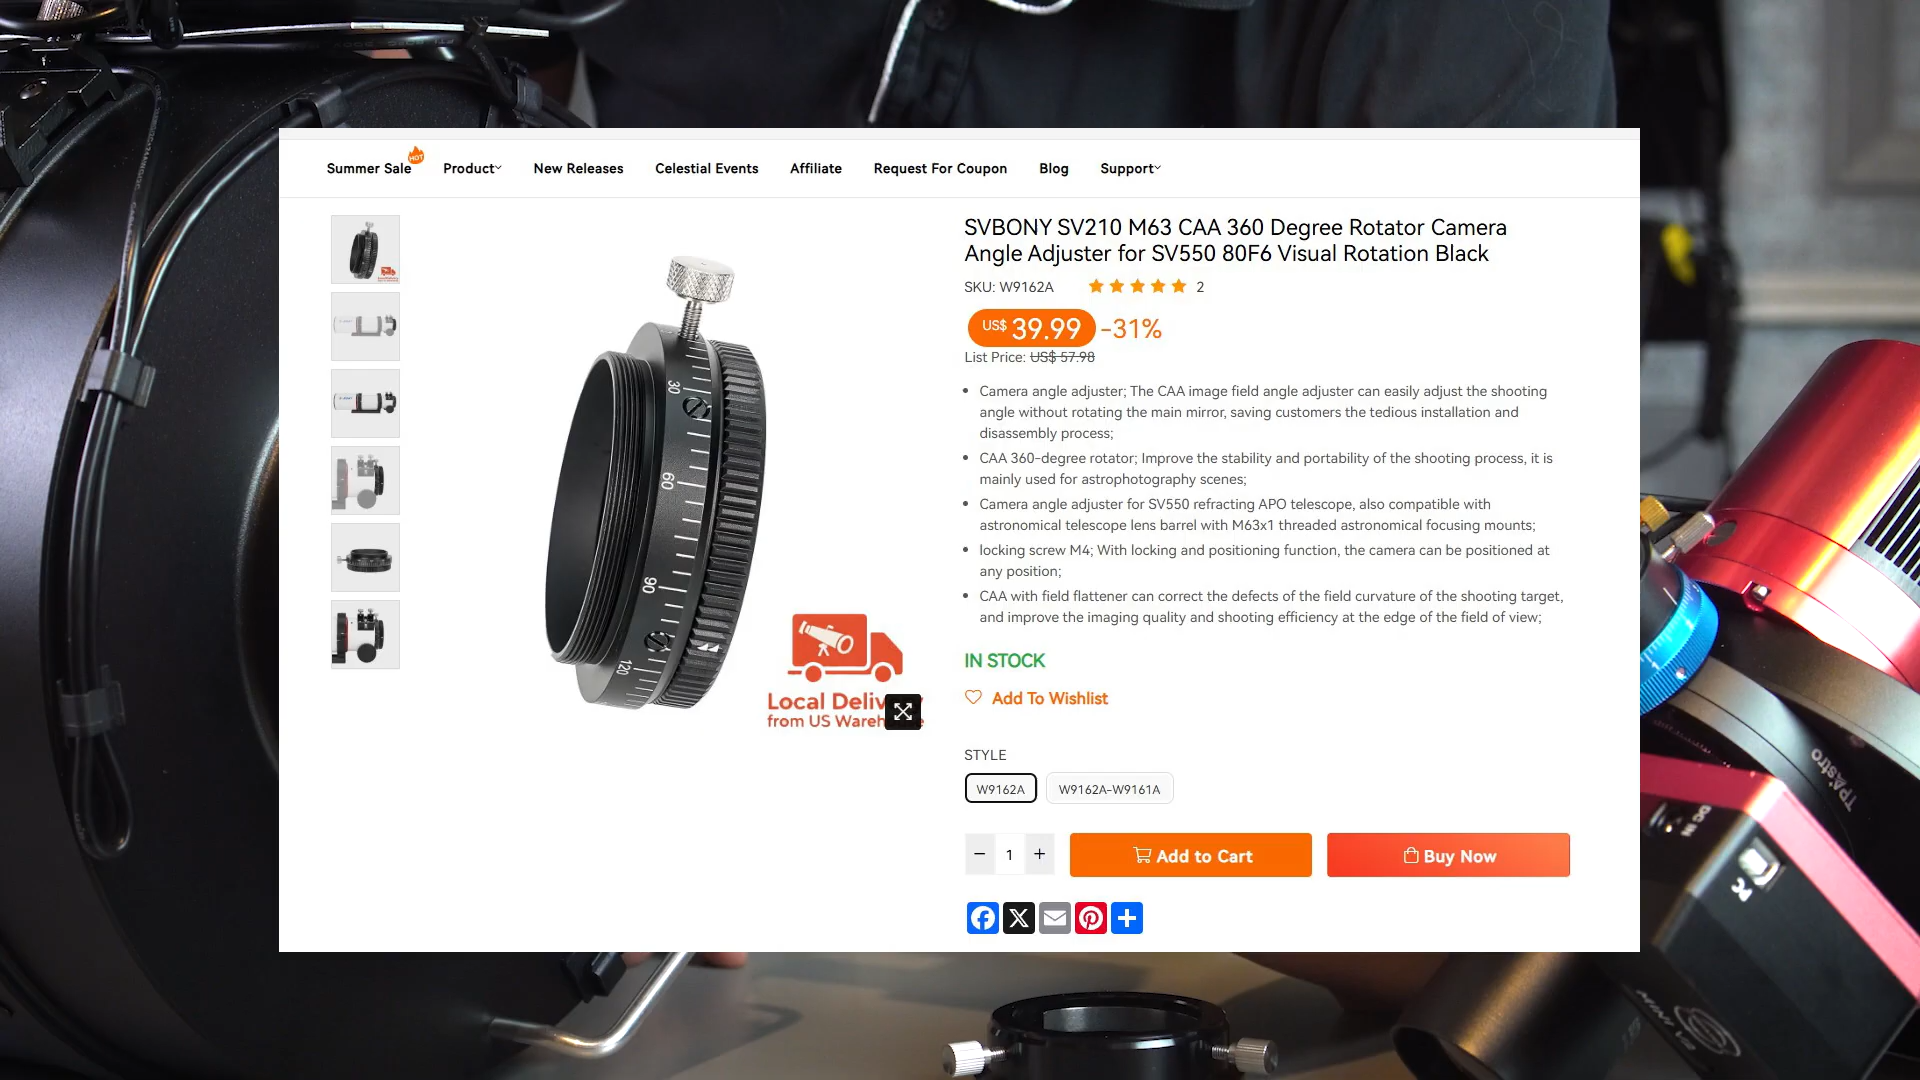 Summer Sale
HOT
Product
New Releases
Celestial Events
Affiliate
Request For Coupon
Blog
Support
SVBONY SV210 M63 CAA 360 Degree Rotator Camera
Angle Adjuster for SV550 80F6 Visual Rotation Black
SKU: W9162A
2
US$ 39.99 -31%
List Price: US$ 57.98
Camera angle adjuster; The CAA image field angle adjuster can easily adjust the shooting
angle without rotating the main mirror, saving customers the tedious installation and
disassembly process;
CAA 360-degree rotator; Improve the stability and portability of the shooting process, it is
mainly used for astrophotography scenes;
Camera angle adjuster for SV550 refracting APO telescope, also compatible with
astronomical telescope lens barrel with M63x1 threaded astronomical focusing mounts;
locking screw M4; With locking and positioning function, the camera can be positioned at
any position;
CAA with field flattener can correct the defects of the field curvature of the shooting target,
and improve the imaging quality and shooting efficiency at the edge of the field of view;
30
60
90
120
Local Deliv
from US Wareh e
IN STOCK
Add To Wishlist
STYLE
W9162A
W9162A-W9161A
− 1 +
Add to Cart
Buy Now
TPAstro
DC IN
MINI V2